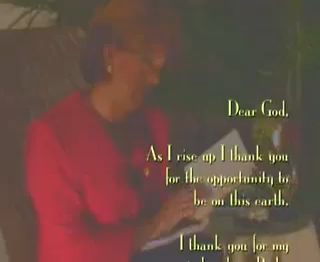 Dear God,
As I rise up I thank you
for the opportunity to
be on this earth.
I thank you for my